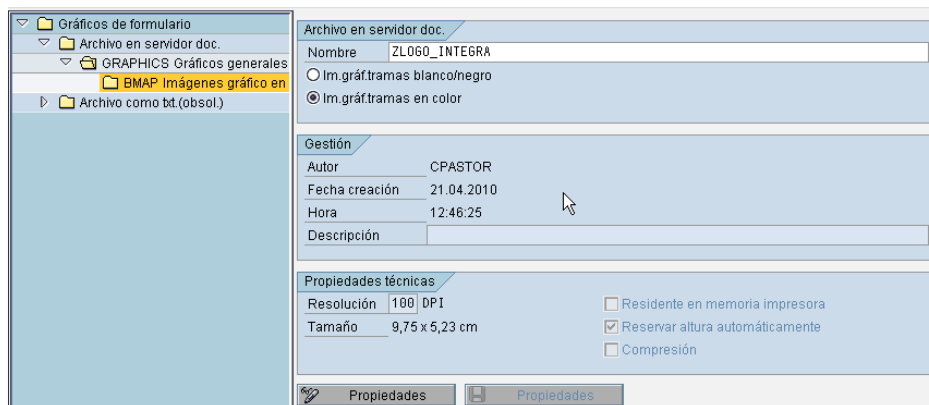 Gráficos de formulario
Archivo en servidor doc.
GRAPHICS Gráficos generales
BMAP Imágenes gráfico en
Archivo como txt.(obsol.)
Archivo en servidor doc.
Nombre ZLOGO_INTEGRA
Im.gráf.tramas blanco/negro
Im.gráf.tramas en color
Gestión
Autor CPASTOR
Fecha creación 21.04.2010
Hora 12:46:25
Descripción
Propiedades técnicas
Resolución 100 DPI
Residente en memoria impresora
Tamaño 9,75 x 5,23 cm
Reservar altura automáticamente
Compresión
Propiedades
Propiedades